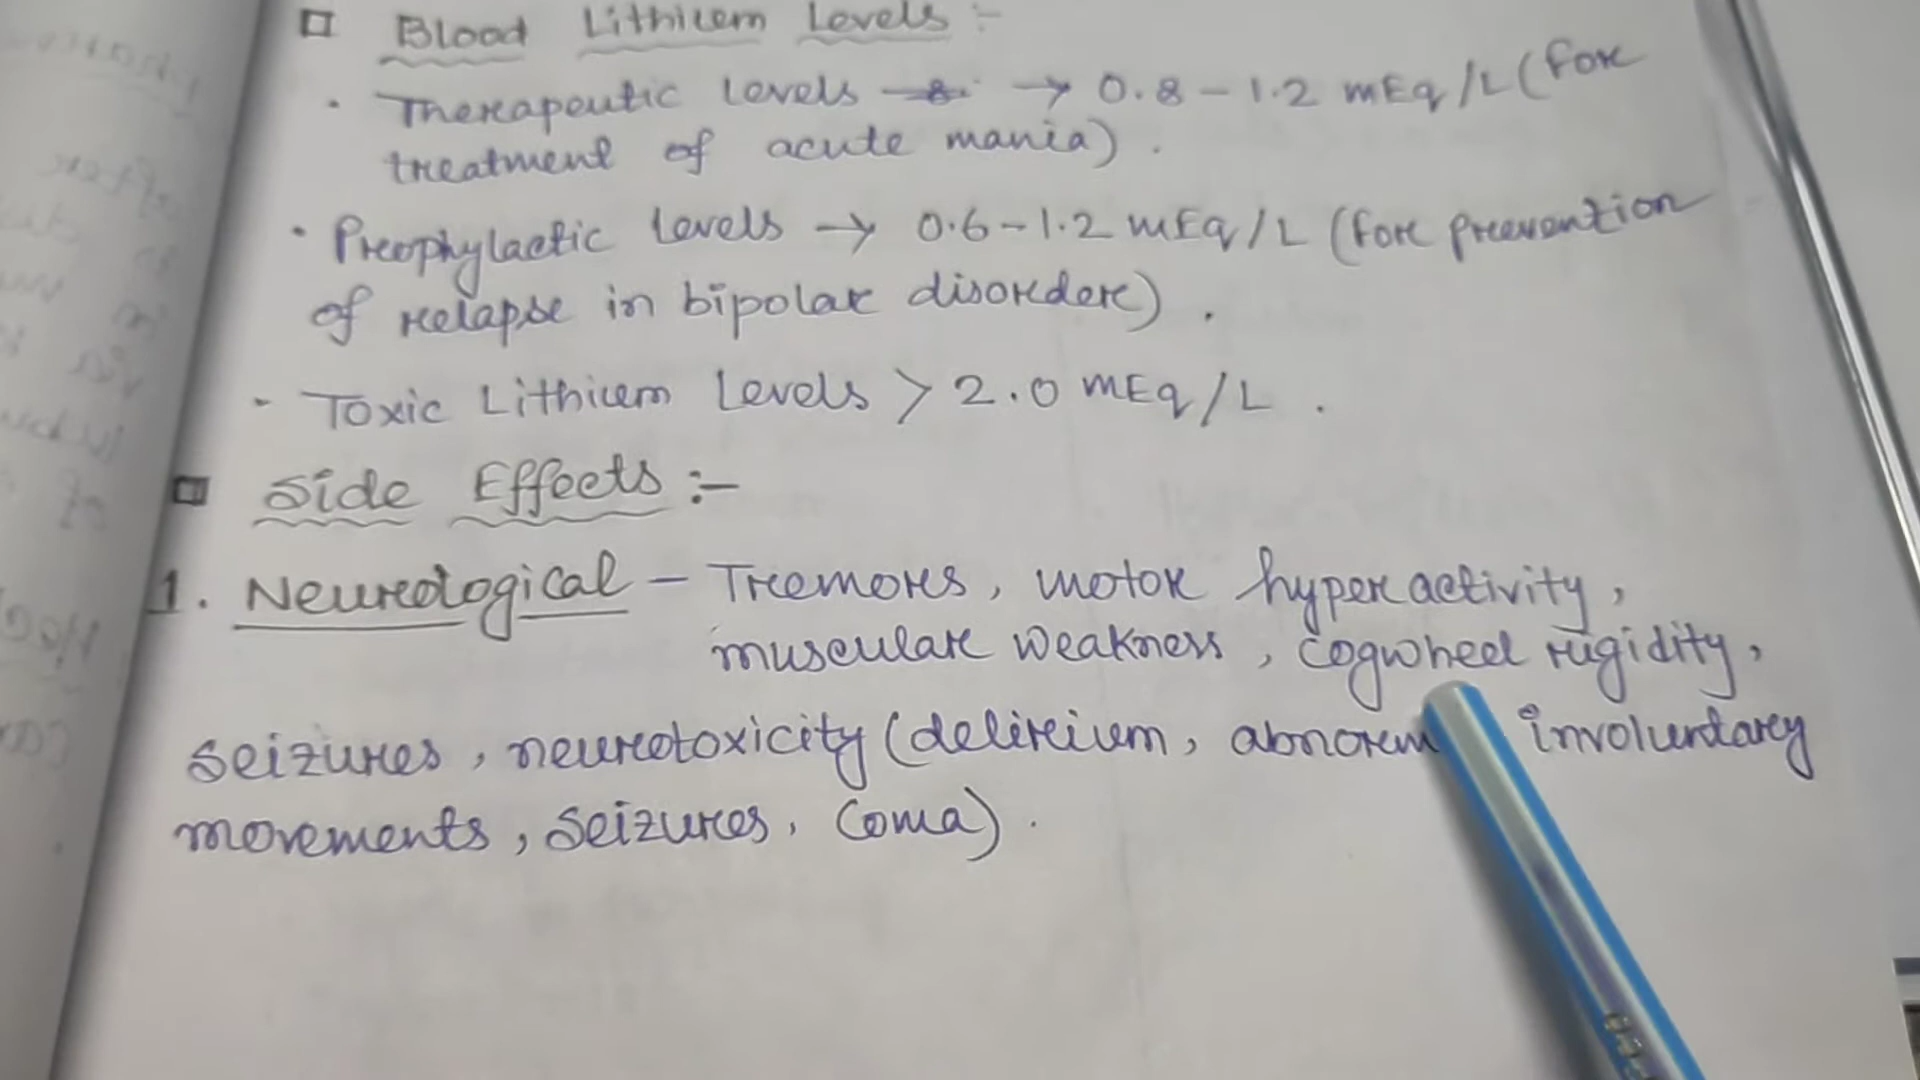 Blood Lithium Levels :-
· Therapeutic levels → 0.8 – 1.2 mEq/L (for
treatment of acute mania).
· Prophylactic levels → 0.6 – 1.2 mEq/L (for prevention
of relapse in bipolar disorder).
· Toxic Lithium Levels > 2.0 mEq/L.
Side Effects :-
1. Neurological – Tremors, motor hyperactivity,
muscular weakness, cogwheel rigidity,
seizures, neurotoxicity (delirium, involuntary
movements, seizures, coma).